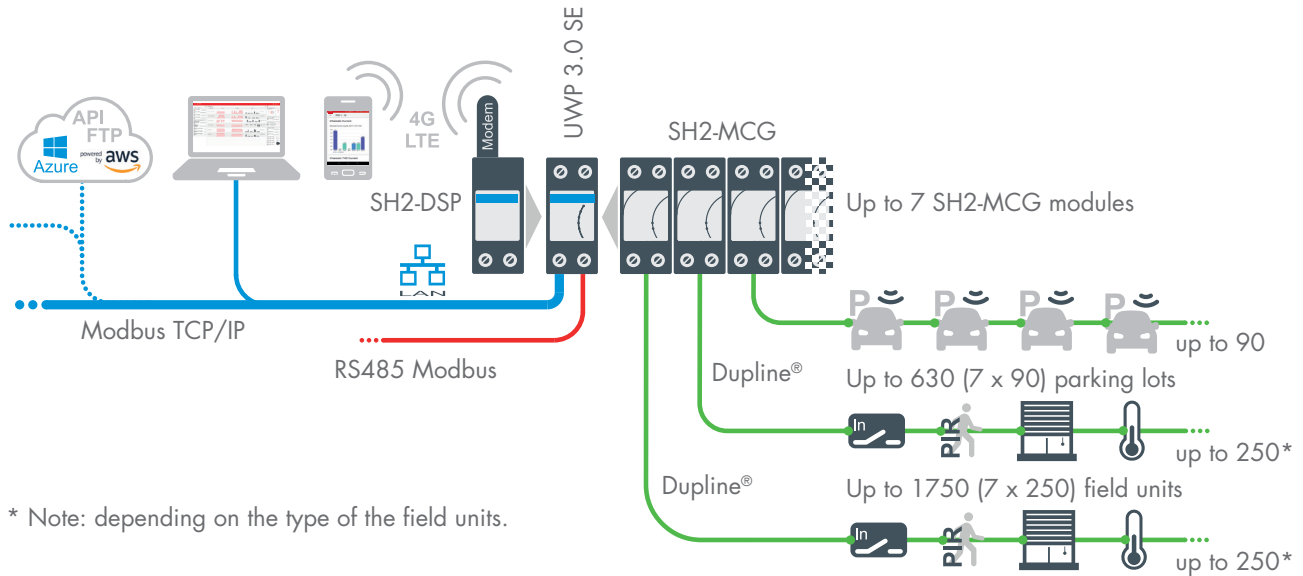 API
FTP
Azure
powered by aws
4G
LTE
Modem
UWP 3.0 SE
SH2-MCG
SH2-DSP
Up to 7 SH2-MCG modules
LAN
Modbus TCP/IP
RS485 Modbus
P P P P
up to 90
Dupline®
Up to 630 (7 x 90) parking lots
In
PIR
up to 250*
Dupline®
Up to 1750 (7 x 250) field units
In
PIR
up to 250*
* Note: depending on the type of the field units.